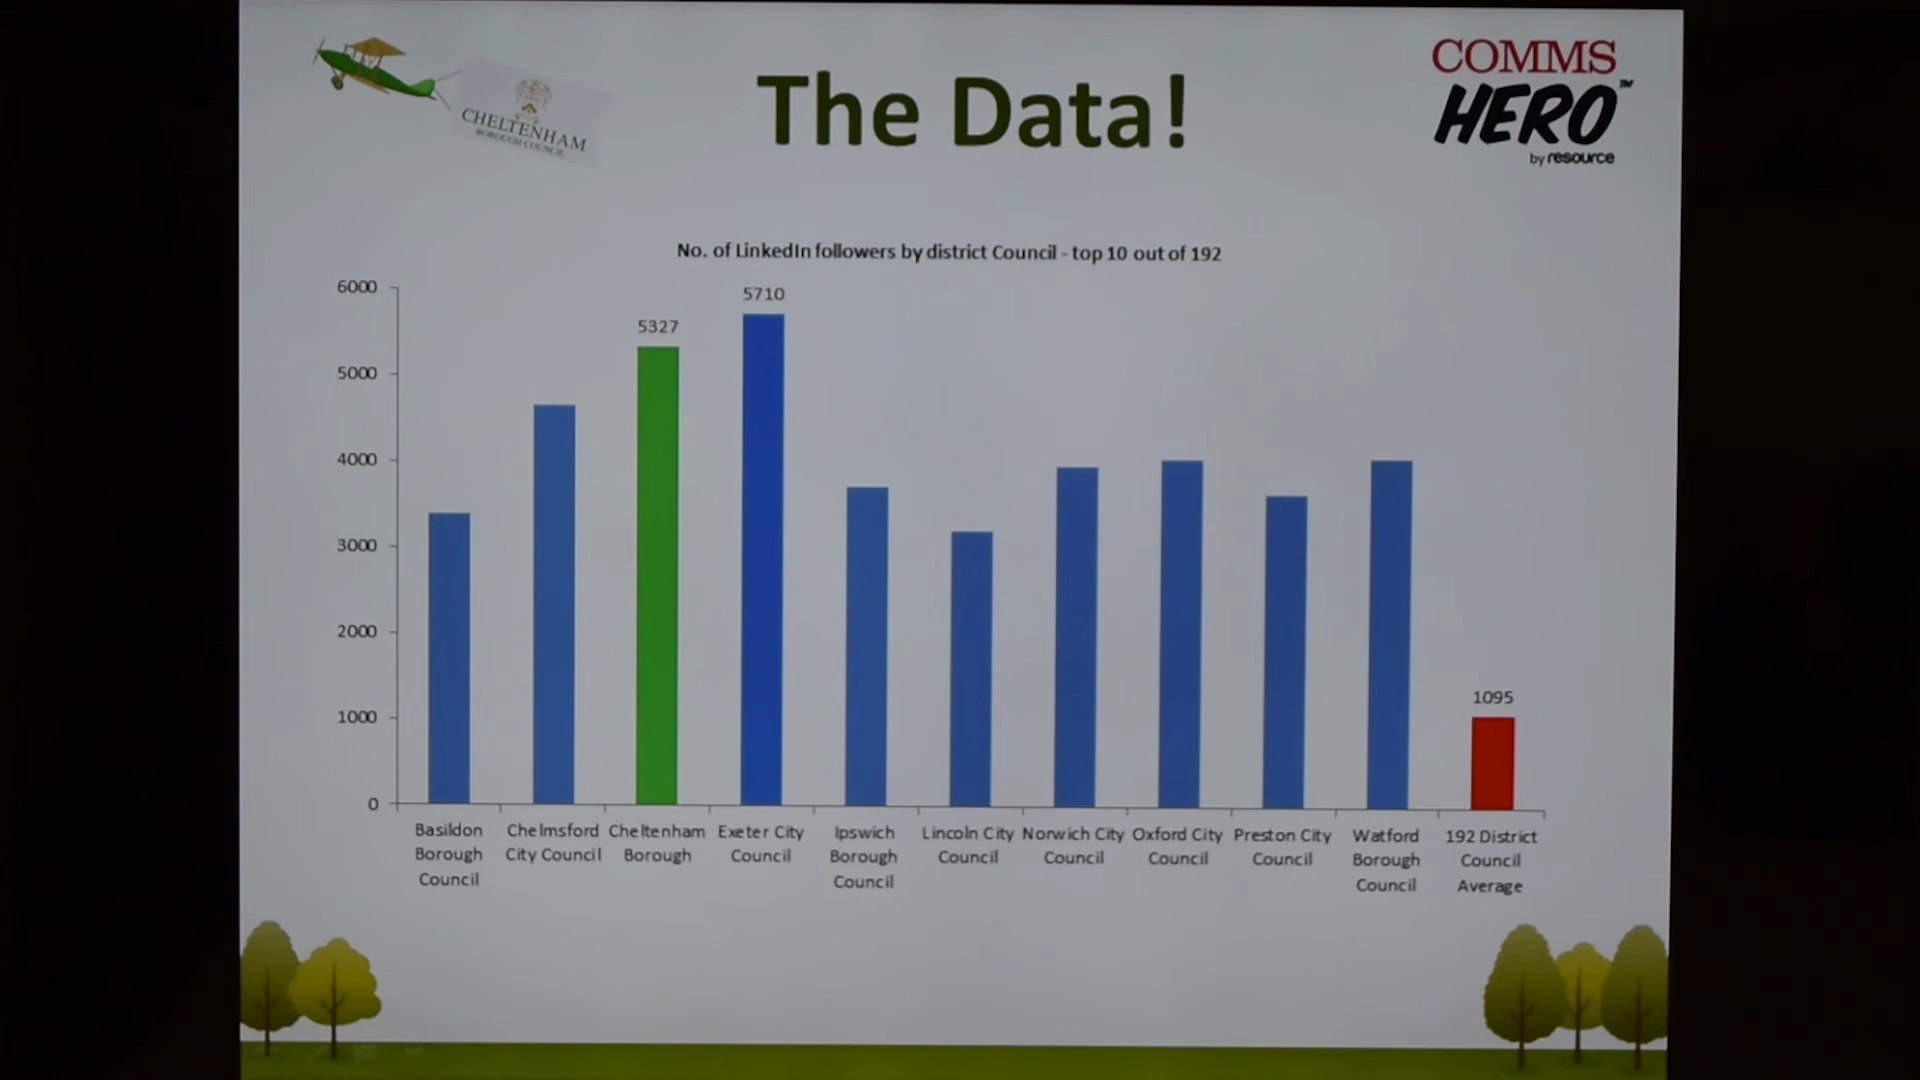 CHELTENHAM
BOROUGH COUNCIL
The Data!
COMMS
HERO™
by resource
No. of LinkedIn followers by district Council - top 10 out of 192
6000
5000
4000
3000
2000
1000
0
5327
5710
1095
Basildon
Borough
Council
Chelmsford
City Council
Cheltenham
Borough
Exeter City
Council
Ipswich
Borough
Council
Lincoln City
Council
Norwich City
Council
Oxford City
Council
Preston City
Council
Watford
Borough
Council
192 District
Council
Average